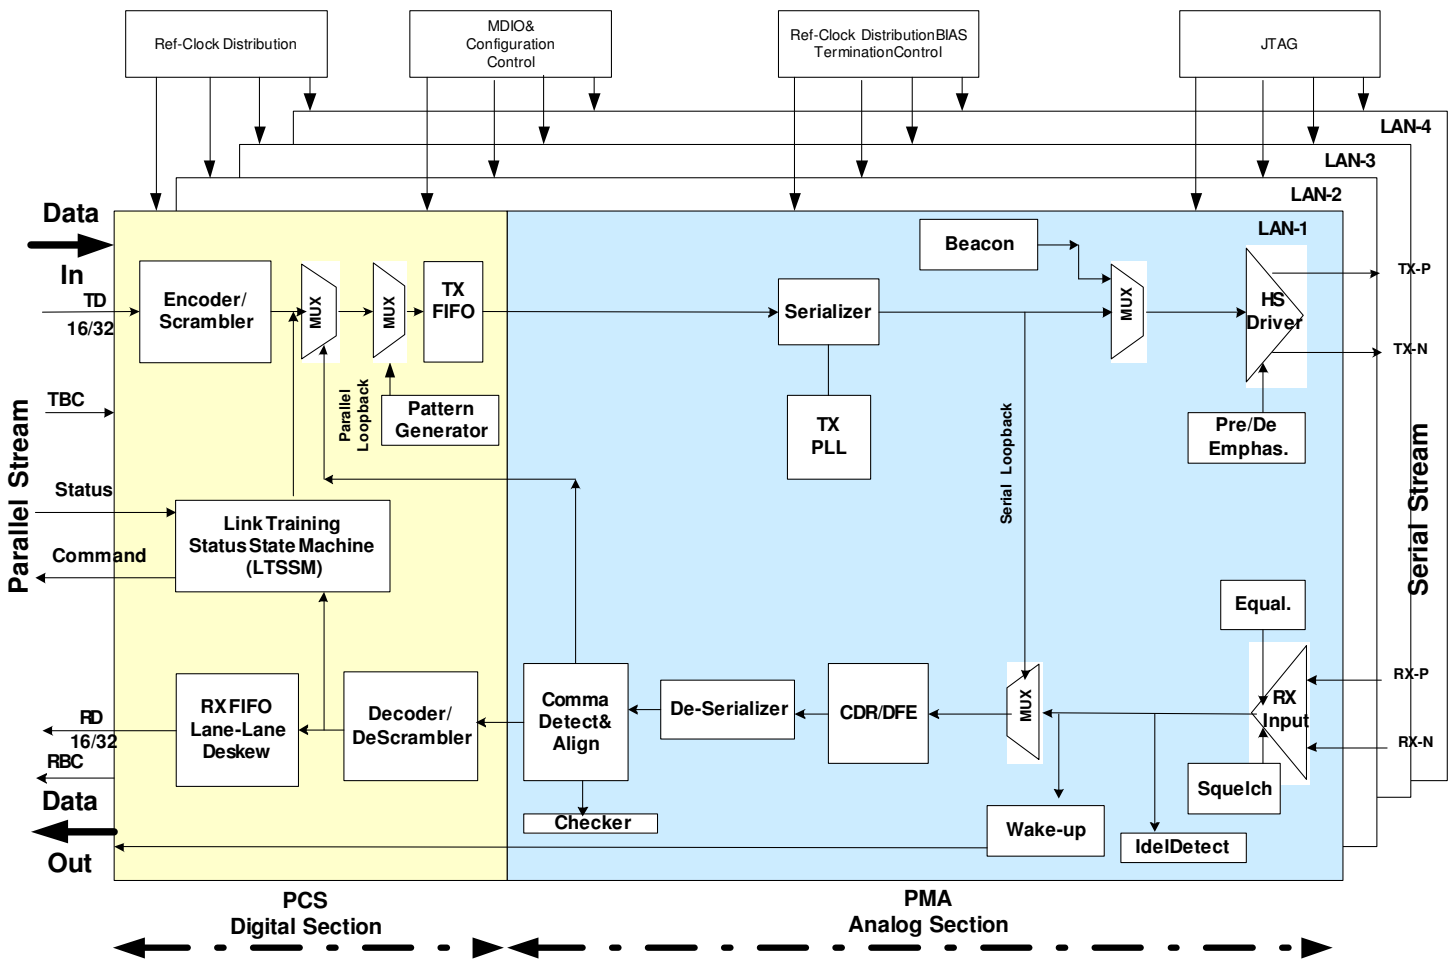 Ref-Clock Distribution
MDIO&
Configuration
Control
Ref-Clock DistributionBIAS
TerminationControl
JTAG
LAN-4
LAN-3
LAN-2
LAN-1
Data
In
TD
16/32
Encoder/
Scrambler
MUX
MUX
TX
FIFO
Serializer
Beacon
MUX
HS
Driver
TX-P
TX-N
TBC
Parallel
Loopback
Pattern
Generator
TX
PLL
Serial Loopback
Pre/De
Emphas.
Parallel Stream
Serial Stream
Status
Command
Link Training
Status State Machine
(LTSSM)
Equal.
RX
Input
RX-P
RX-N
Squelch
RD
16/32
RBC
RX FIFO
Lane-Lane
Deskew
Decoder/
DeScrambler
Comma
Detect&
Align
De-Serializer
CDR/DFE
MUX
Data
Out
Checker
Wake-up
IdelDetect
PCS
Digital Section
PMA
Analog Section